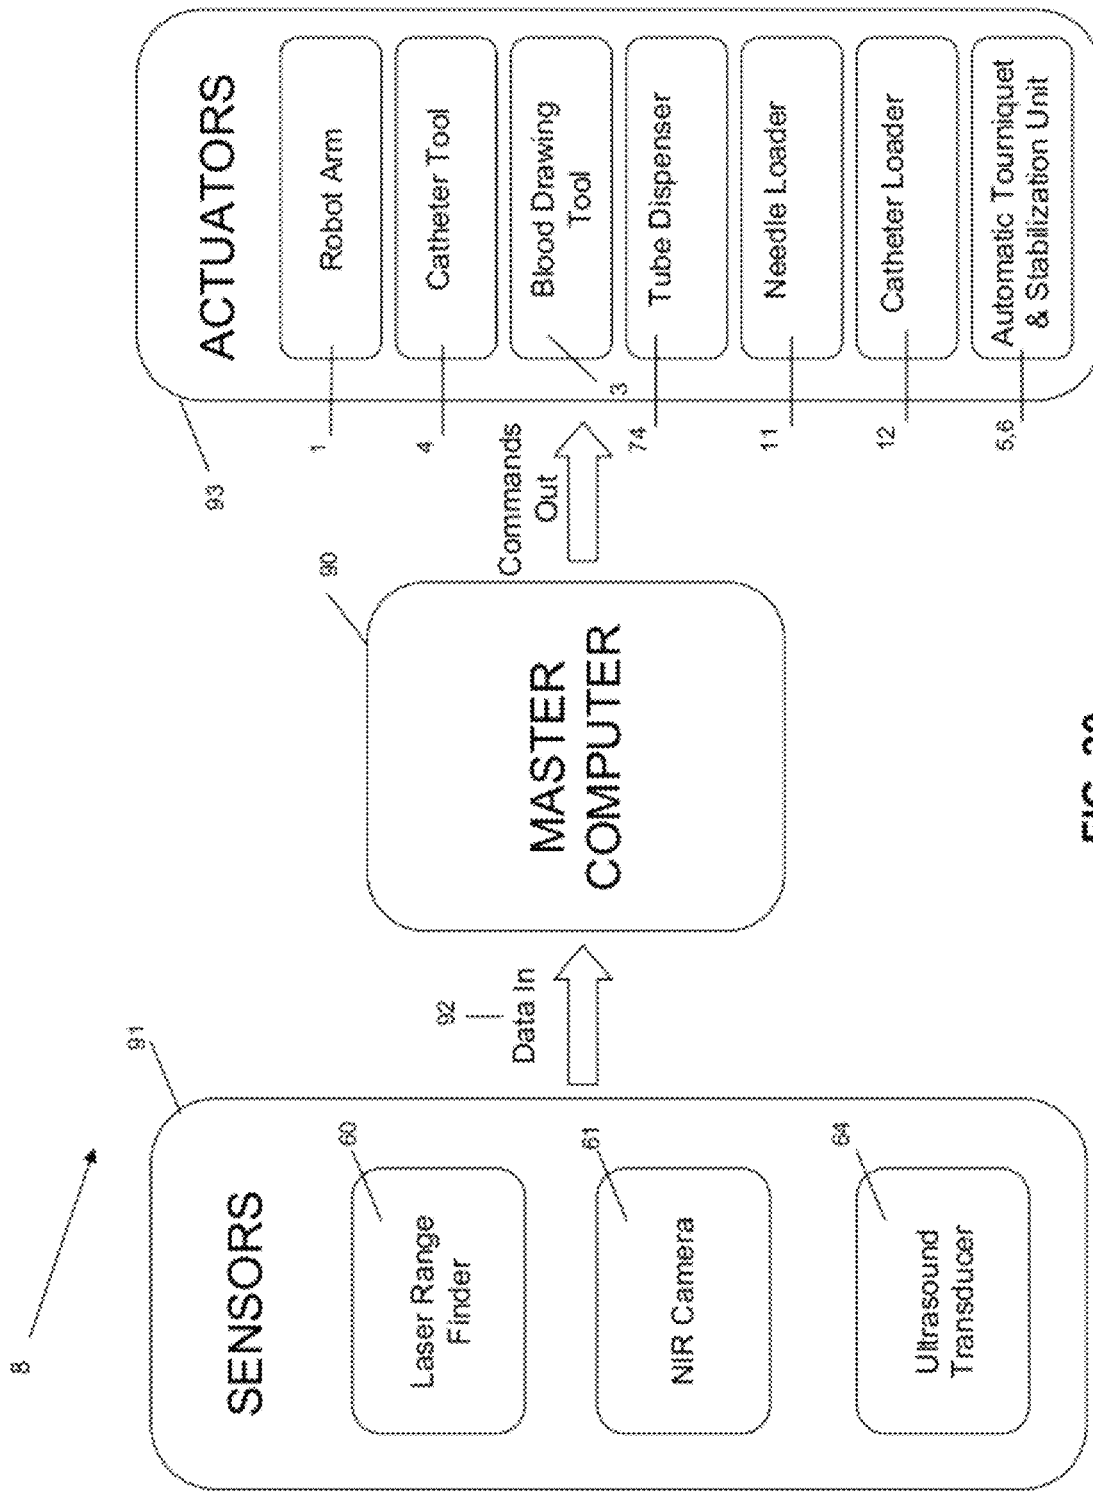 8
91
SENSORS
60
Laser Range
Finder
61
NIR Camera
64
Ultrasound
Transducer
92
Data In
90
MASTER
COMPUTER
Commands
Out
93
ACTUATORS
1
Robot Arm
4
Catheter Tool
3
Blood Drawing
Tool
74
Tube Dispenser
11
Needle Loader
12
Catheter Loader
5,6
Automatic Tourniquet
& Stabilization Unit
FIG.